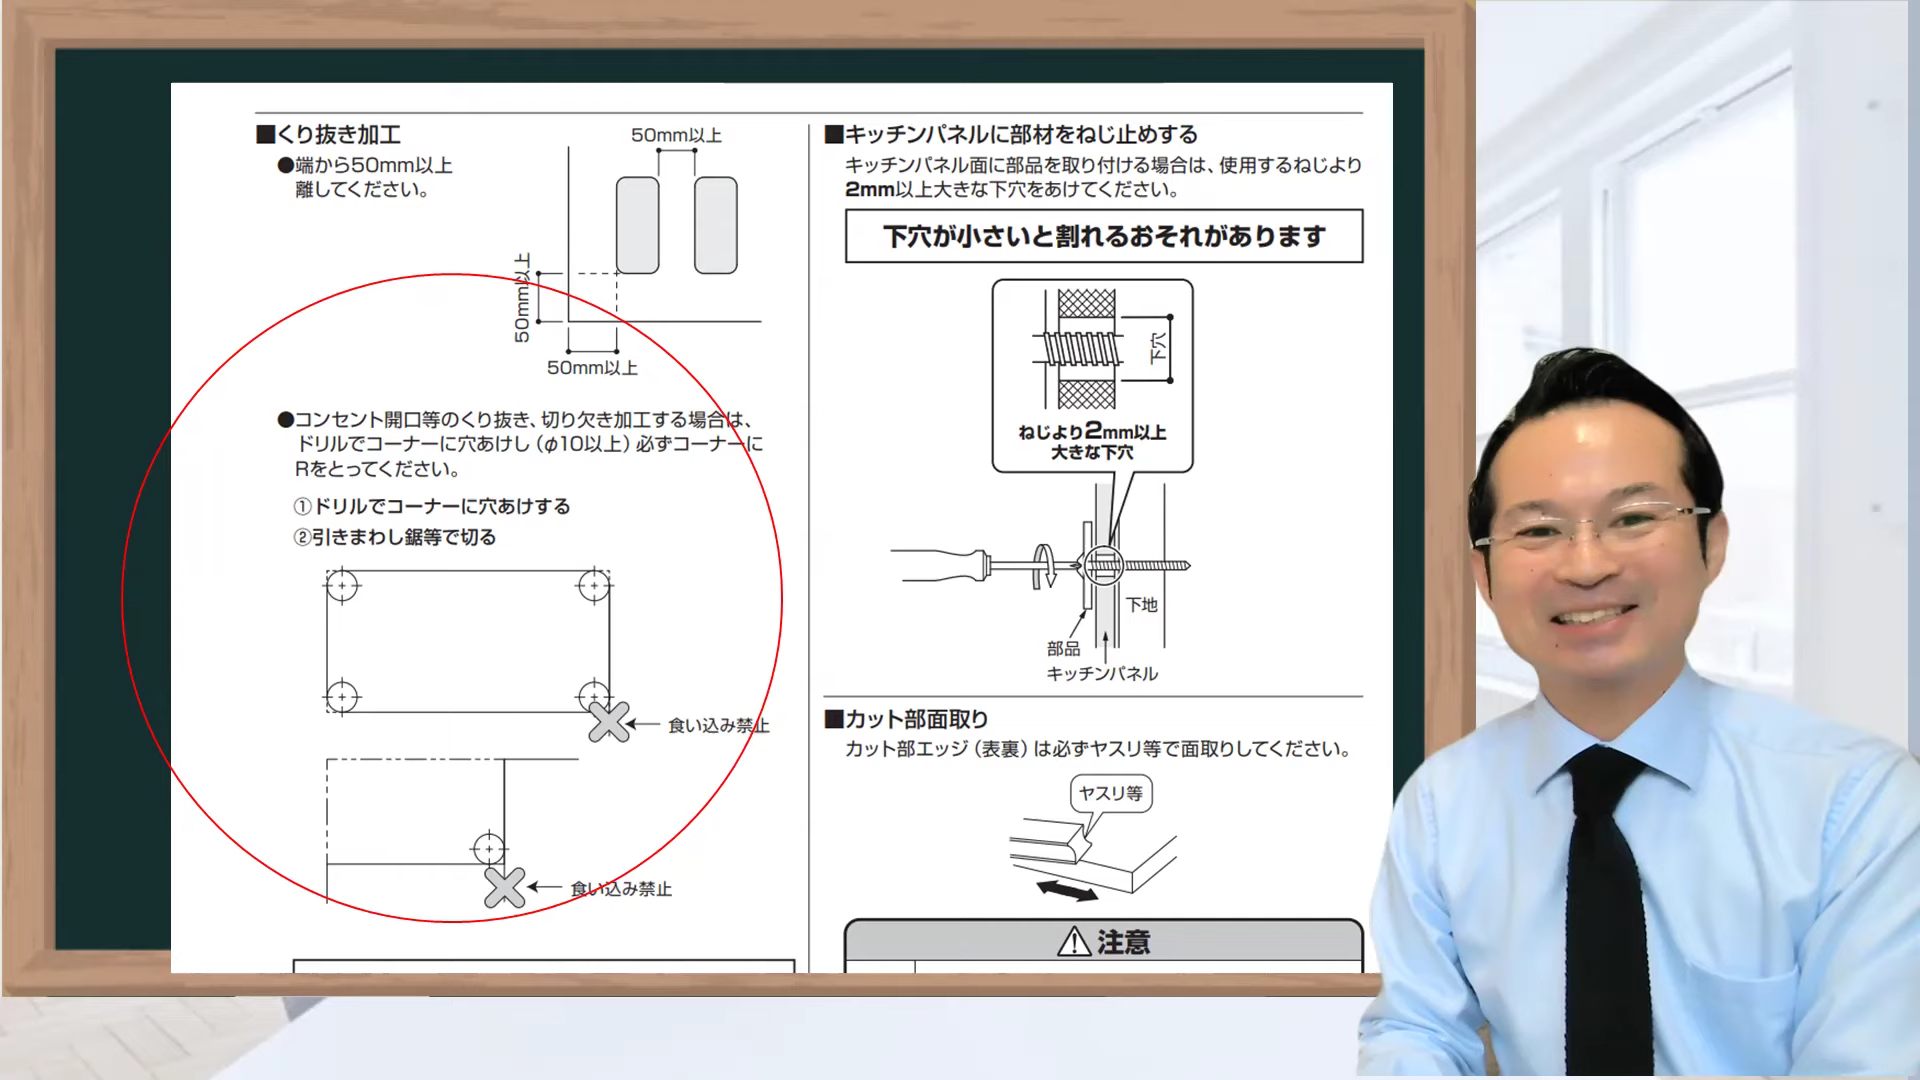 ■くり抜き加工
●端から50mm以上
離してください。
50mm以上
50mm以上
50mm以上
●コンセント開口等のくり抜き、切り欠き加工する場合は、
ドリルでコーナーに穴あけし（φ10以上）必ずコーナーに
Rをとってください。
①ドリルでコーナーに穴あけする
②引きまわし鋸等で切る
食い込み禁止
食い込み禁止
■キッチンパネルに部材をねじ止めする
キッチンパネル面に部品を取り付ける場合は、使用するねじより
2mm以上大きな下穴をあけてください。
下穴が小さいと割れるおそれがあります
下穴
ねじより2mm以上
大きな下穴
下地
部品
キッチンパネル
■カット部面取り
カット部エッジ（表裏）は必ずヤスリ等で面取りしてください。
ヤスリ等
注意